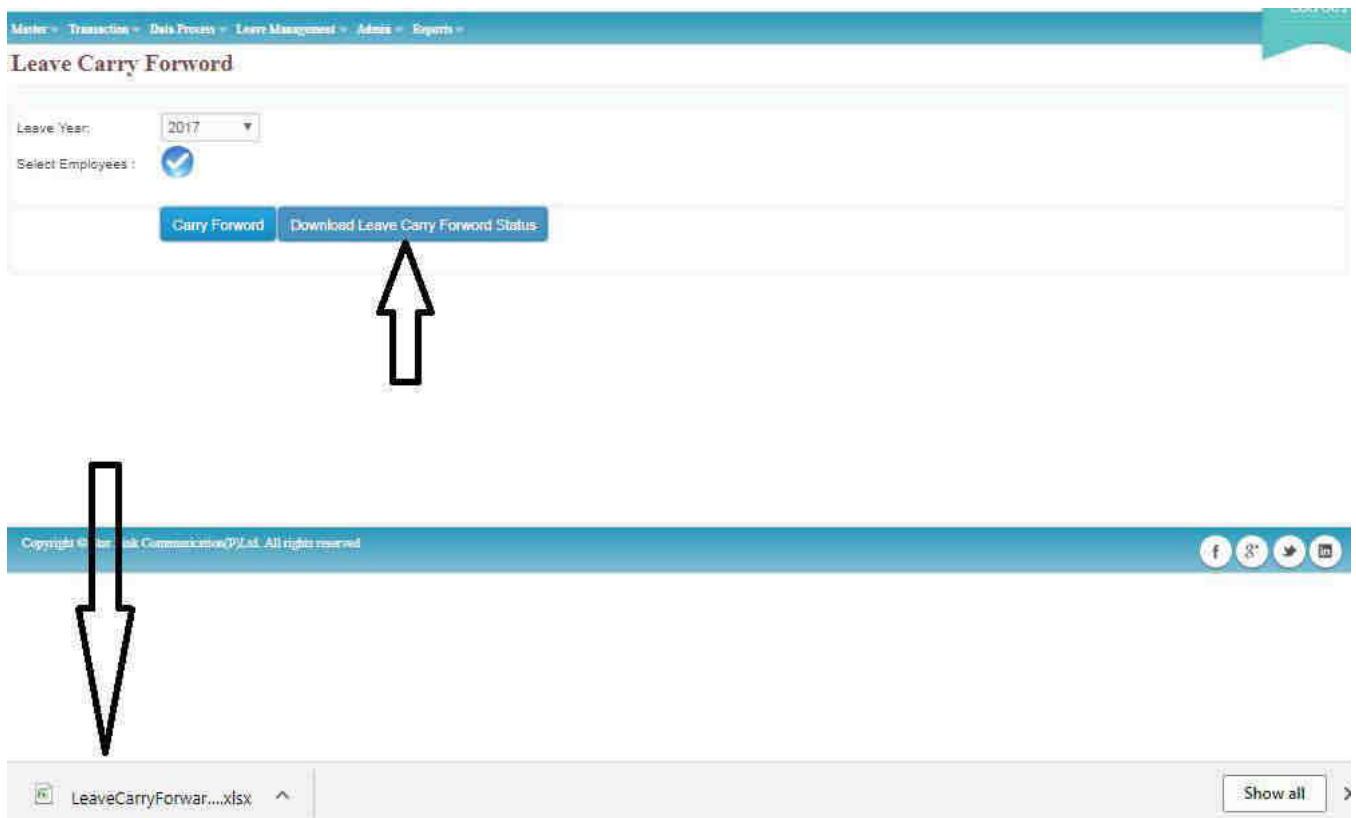 Master Transaction Data Process Leave Management Admin Reports
Leave Carry Forword
Leave Year: 2017
Select Employees :
Carry Forword Download Leave Carry Forword Status
Copyright © Communication(P)Ltd. All rights reserved
f g+ in
LeaveCarryForwar....xlsx
Show all